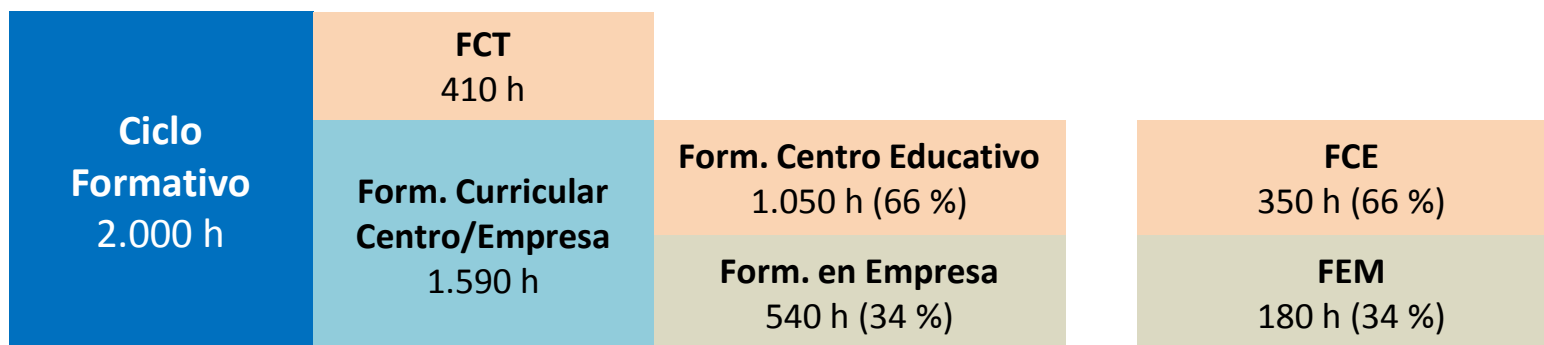 Ciclo
Formativo
2.000 h
FCT
410 h
Form. Curricular
Centro/Empresa
1.590 h
Form. Centro Educativo
1.050 h (66 %)
Form. en Empresa
540 h (34 %)
FCE
350 h (66 %)
FEM
180 h (34 %)